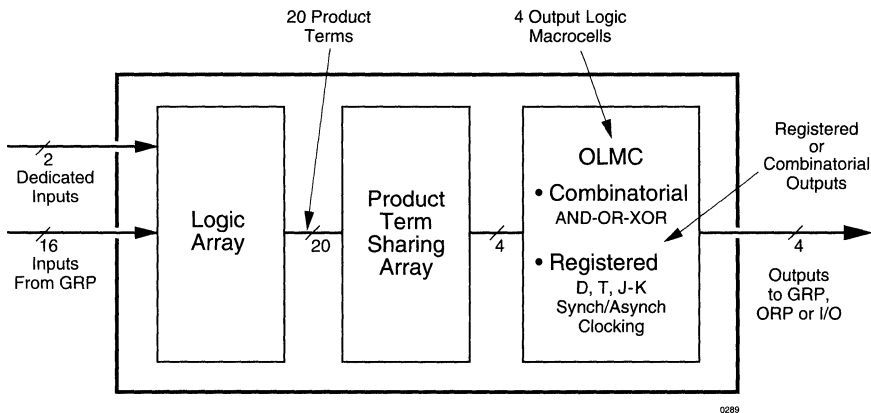 20 Product
Terms
4 Output Logic
Macrocells
Registered
or
Combinatorial
Outputs
2
Dedicated
Inputs
16
Inputs
From GRP
Logic
Array
20
Product
Term
Sharing
Array
4
OLMC
• Combinatorial
AND-OR-XOR
• Registered
D, T, J-K
Synch/Asynch
Clocking
4
Outputs
to GRP,
ORP or I/O
0289